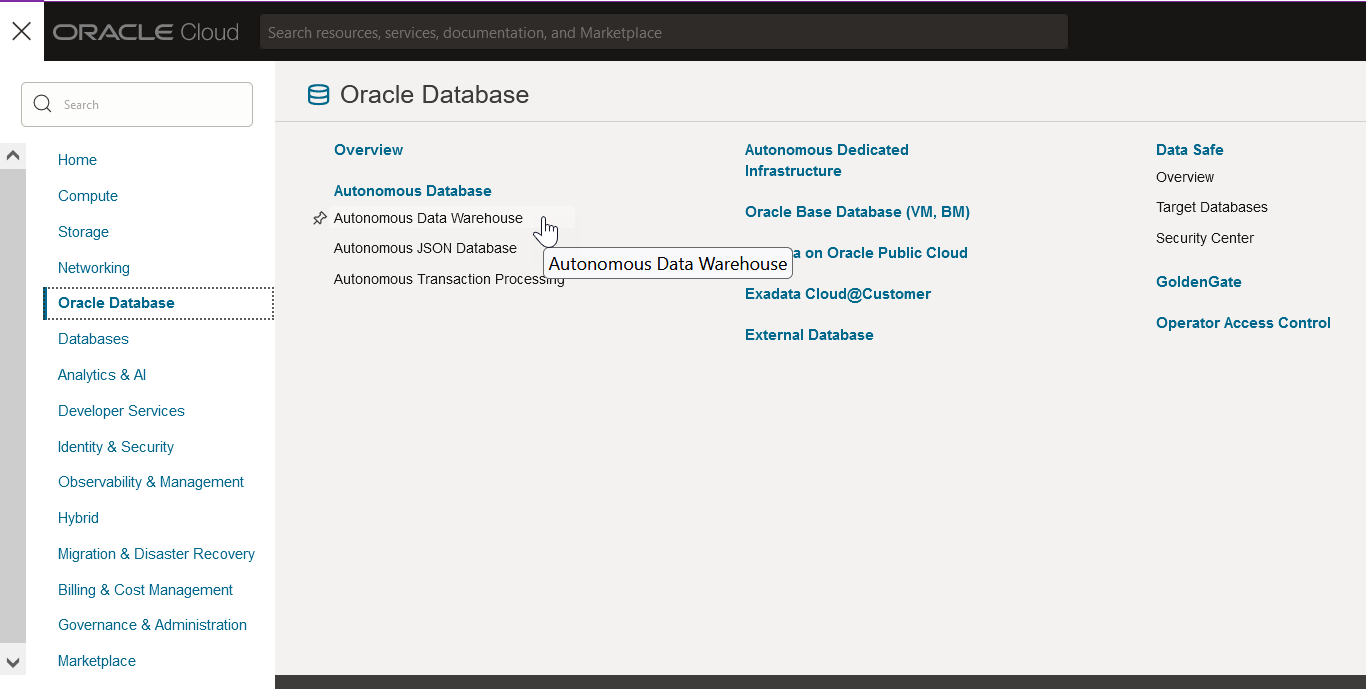 ORACLE Cloud
Search resources, services, documentation, and Marketplace
Search
Home
Compute
Storage
Networking
Oracle Database
Databases
Analytics & AI
Developer Services
Identity & Security
Observability & Management
Hybrid
Migration & Disaster Recovery
Billing & Cost Management
Governance & Administration
Marketplace
Oracle Database
Overview
Autonomous Database
Autonomous Data Warehouse
Autonomous JSON Database
Autonomous Transaction Processing
Autonomous Data Warehouse
Autonomous Dedicated
Infrastructure
Oracle Base Database (VM, BM)
a on Oracle Public Cloud
Exadata Cloud@Customer
External Database
Data Safe
Overview
Target Databases
Security Center
GoldenGate
Operator Access Control